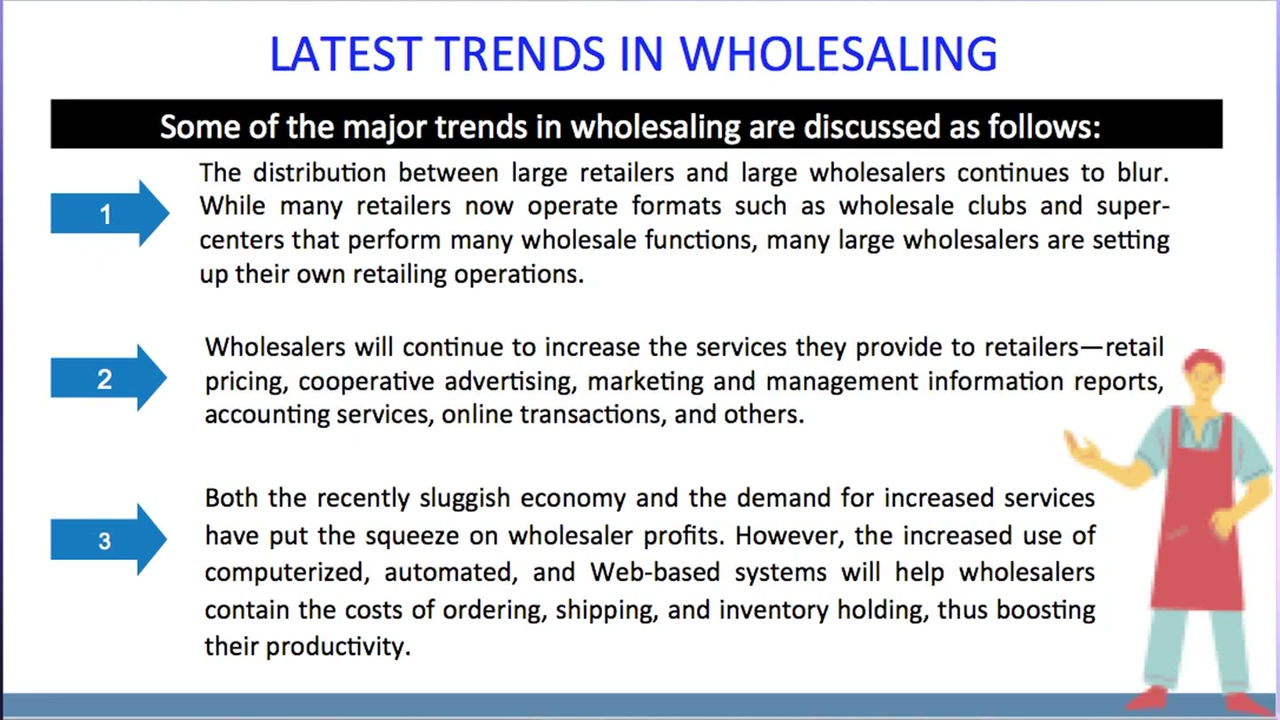 LATEST TRENDS IN WHOLESALING
Some of the major trends in wholesaling are discussed as follows:
1
The distribution between large retailers and large wholesalers continues to blur.
While many retailers now operate formats such as wholesale clubs and super-
centers that perform many wholesale functions, many large wholesalers are setting
up their own retailing operations.
2
Wholesalers will continue to increase the services they provide to retailers—retail
pricing, cooperative advertising, marketing and management information reports,
accounting services, online transactions, and others.
3
Both the recently sluggish economy and the demand for increased services
have put the squeeze on wholesaler profits. However, the increased use of
computerized, automated, and Web-based systems will help wholesalers
contain the costs of ordering, shipping, and inventory holding, thus boosting
their productivity.